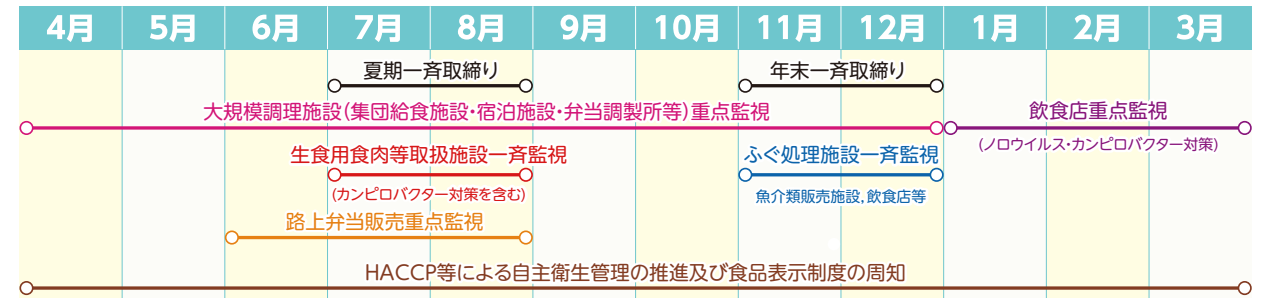 4月 5月 6月 7月 8月 9月 10月 11月 12月 1月 2月 3月
夏期一斉取締り 年末一斉取締り
大規模調理施設(集団給食施設・宿泊施設・弁当調製所等)重点監視 飲食店重点監視
(ノロウイルス・カンピロバクター対策)
生食用食肉等取扱施設一斉監視 ふぐ処理施設一斉監視
(カンピロバクター対策を含む) 魚介類販売施設,飲食店等
路上弁当販売重点監視
HACCP等による自主衛生管理の推進及び食品表示制度の周知